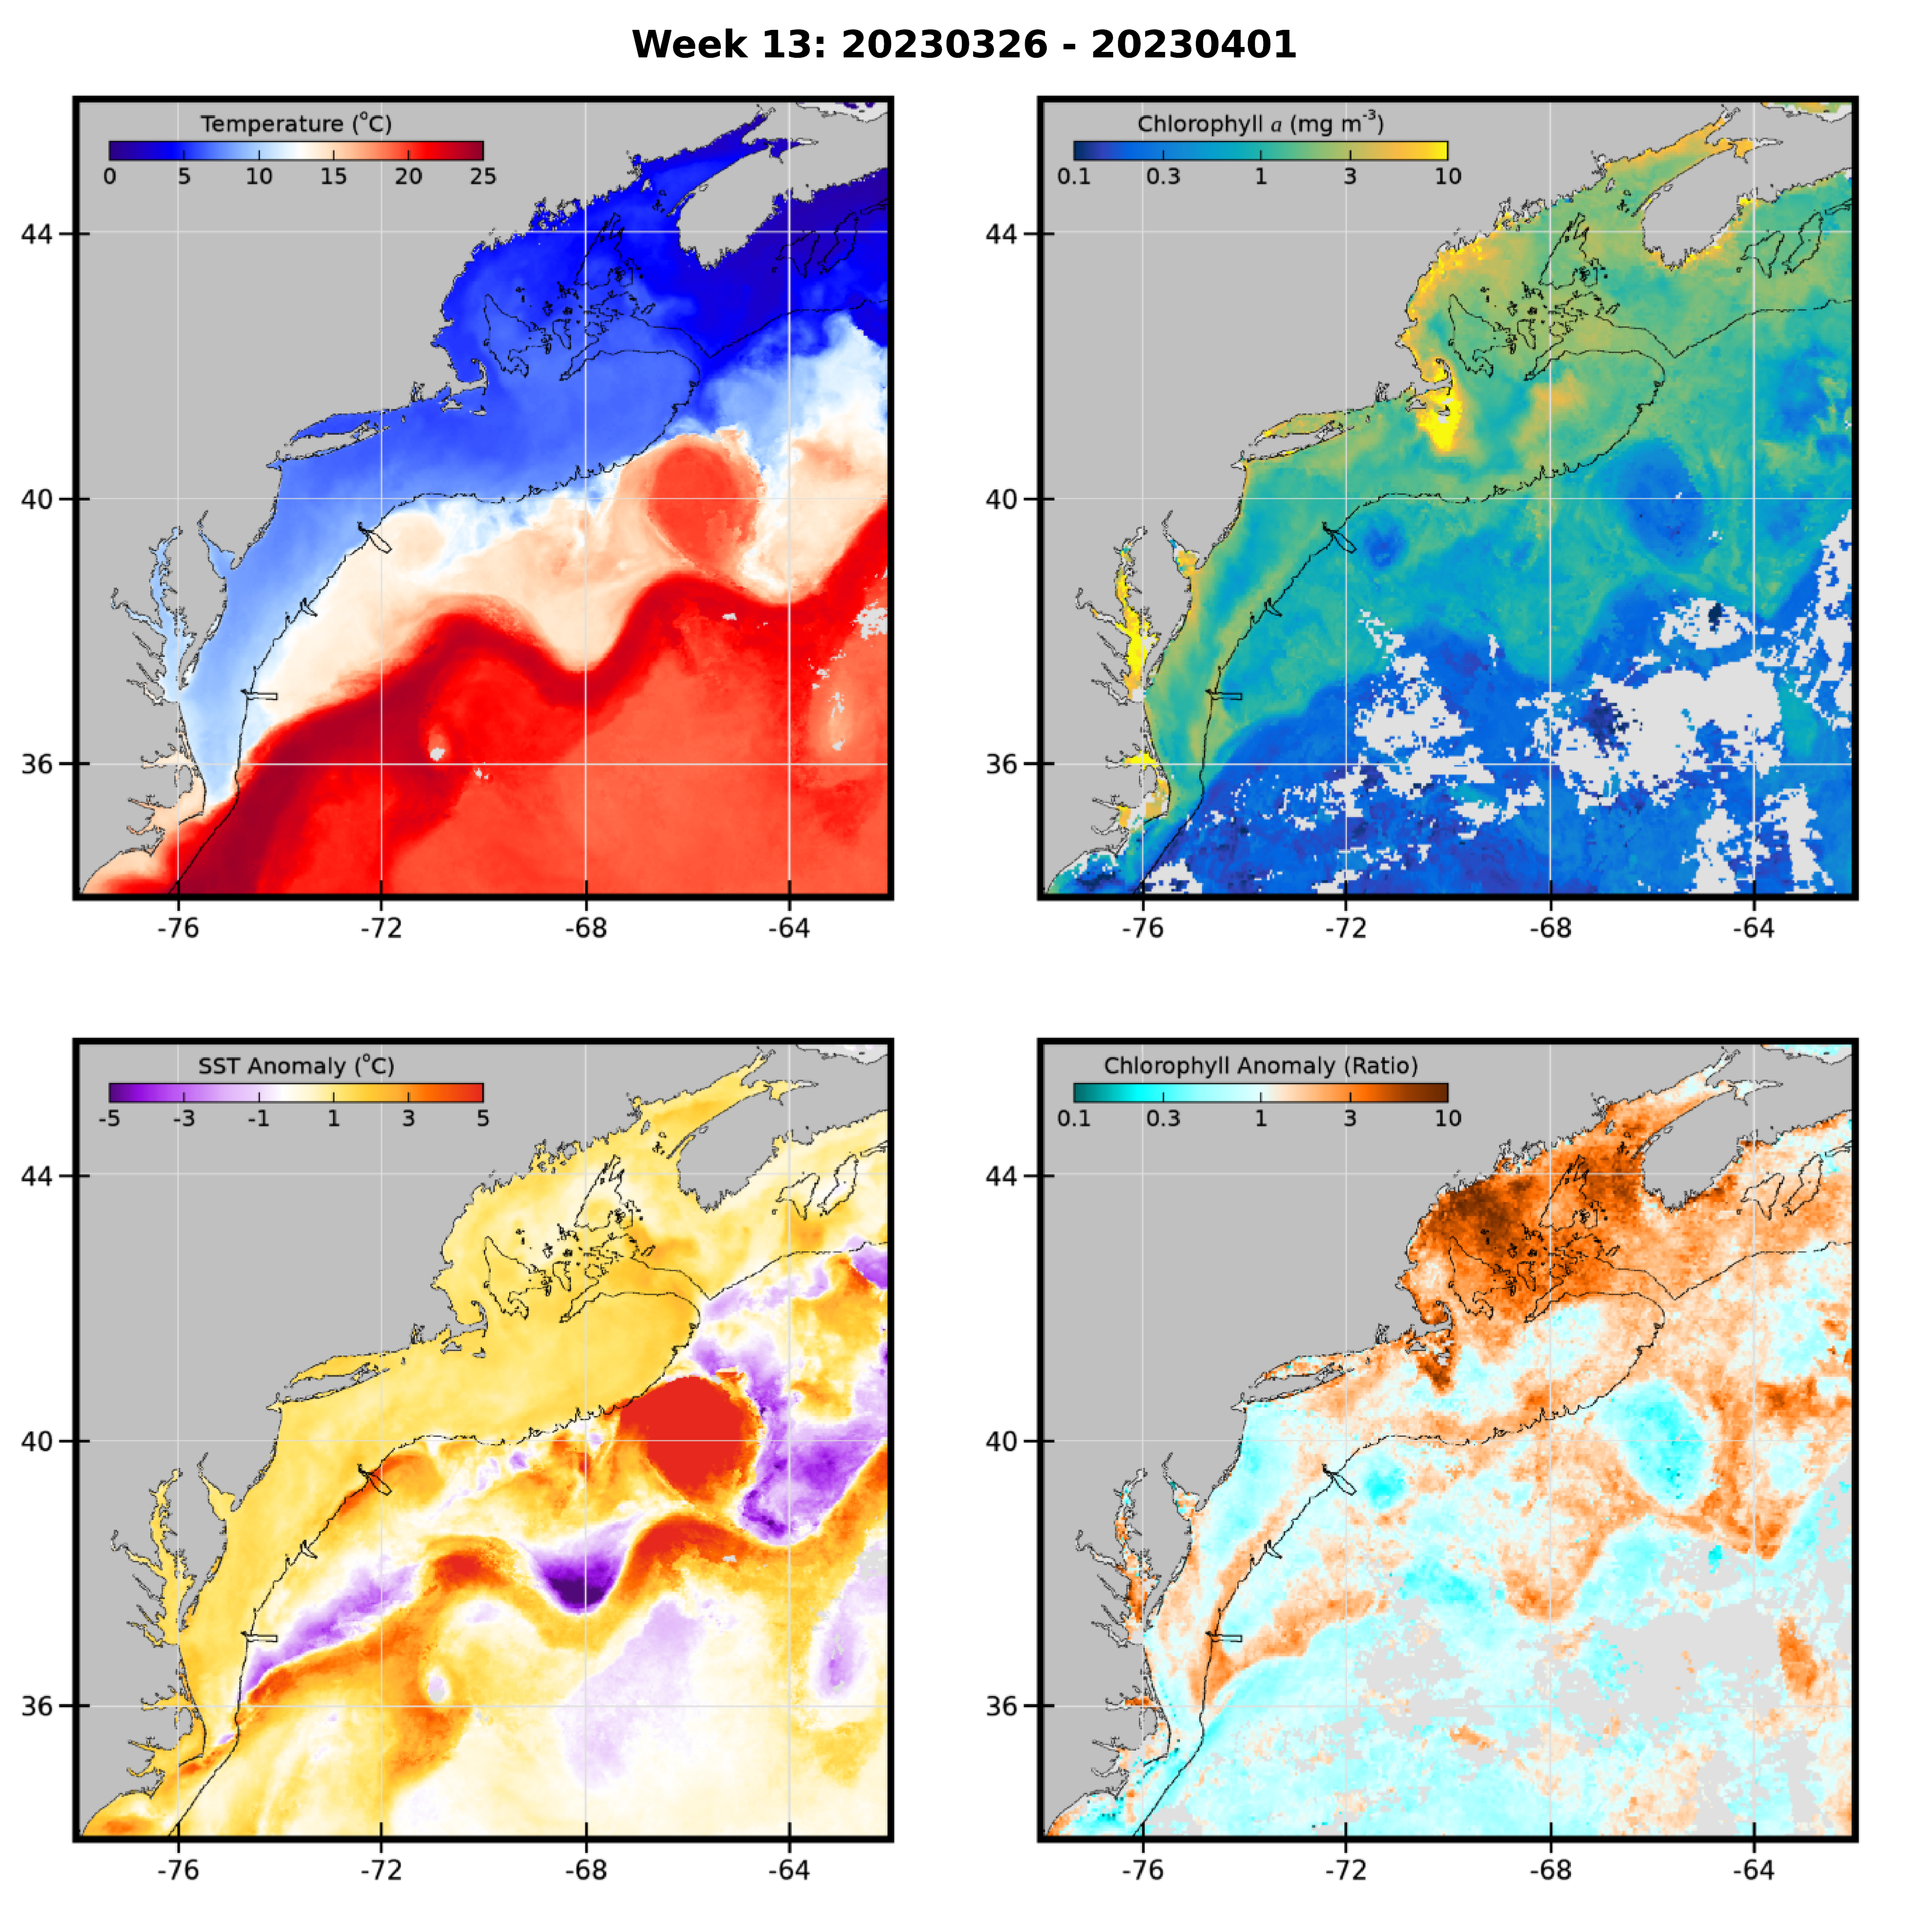 Week 13: 20230326 - 20230401
Temperature (°C)
0 5 10 15 20 25
44
40
36
-76 -72 -68 -64
Chlorophyll a (mg m⁻³)
0.1 0.3 1 3 10
44
40
36
-76 -72 -68 -64
SST Anomaly (°C)
-5 -3 -1 1 3 5
44
40
36
-76 -72 -68 -64
Chlorophyll Anomaly (Ratio)
0.1 0.3 1 3 10
44
40
36
-76 -72 -68 -64